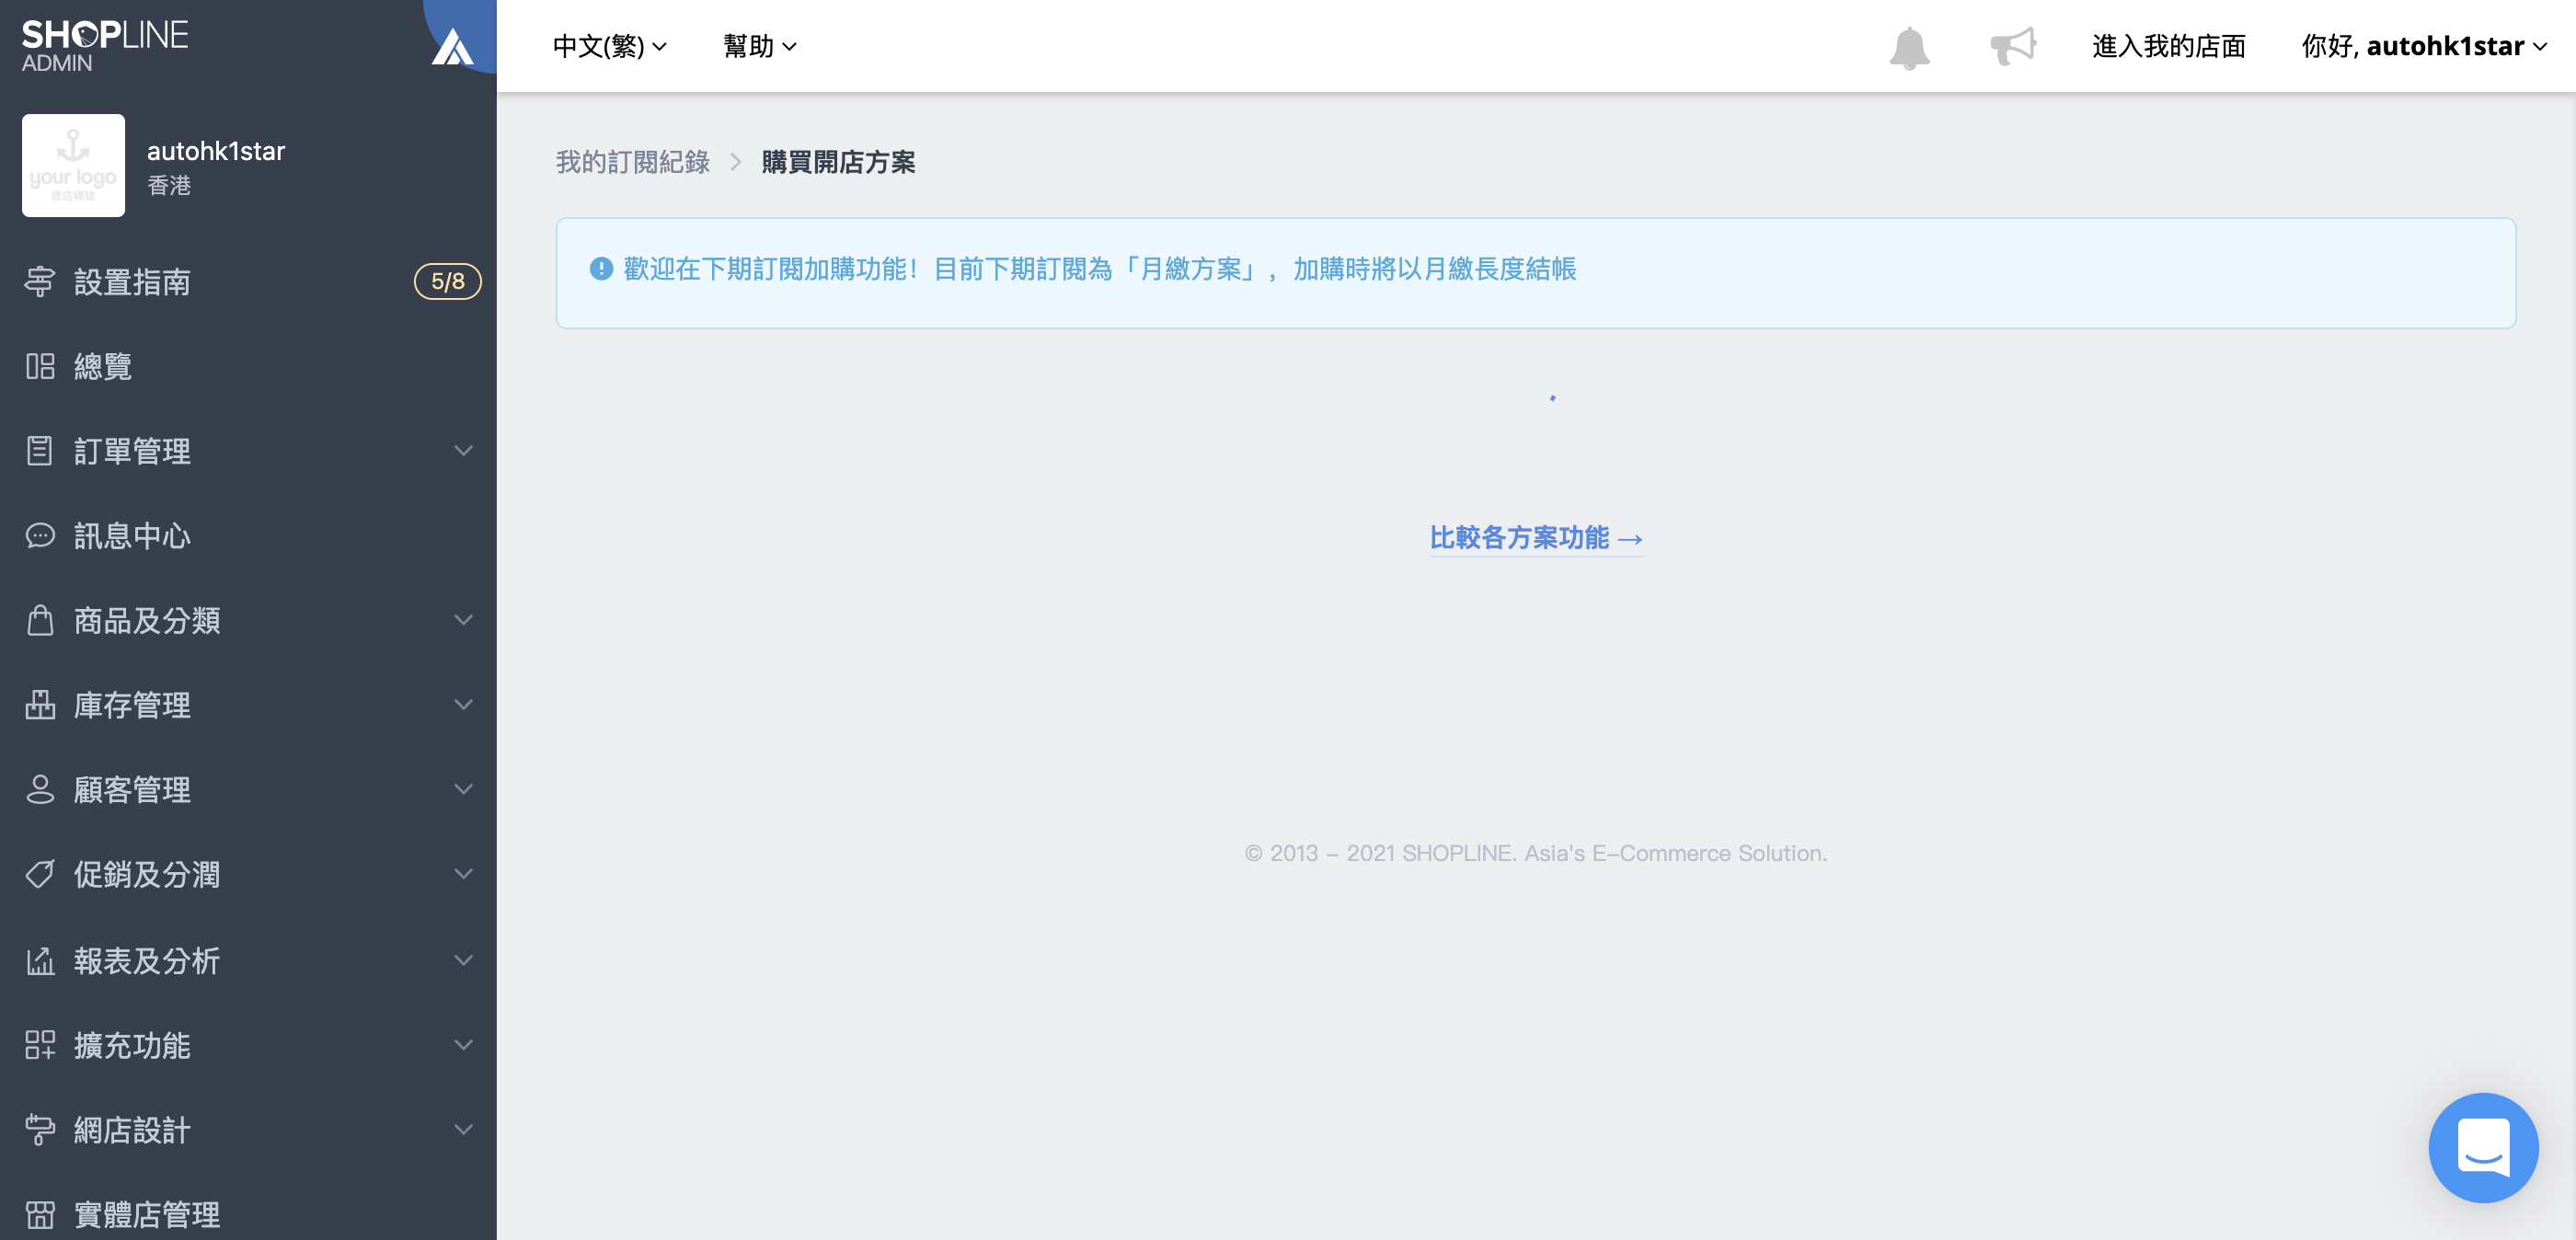 SHOPLINE
ADMIN
中文(繁)
幫助
進入我的店面
你好, autohk1star
your logo
商店標誌
autohk1star
香港
設置指南
5/8
總覽
訂單管理
訊息中心
商品及分類
庫存管理
顧客管理
促銷及分潤
報表及分析
擴充功能
網店設計
實體店管理
我的訂閱紀錄 > 購買開店方案
歡迎在下期訂閱加購功能！目前下期訂閱為「月繳方案」，加購時將以月繳長度結帳
比較各方案功能 →
© 2013 - 2021 SHOPLINE. Asia's E-Commerce Solution.